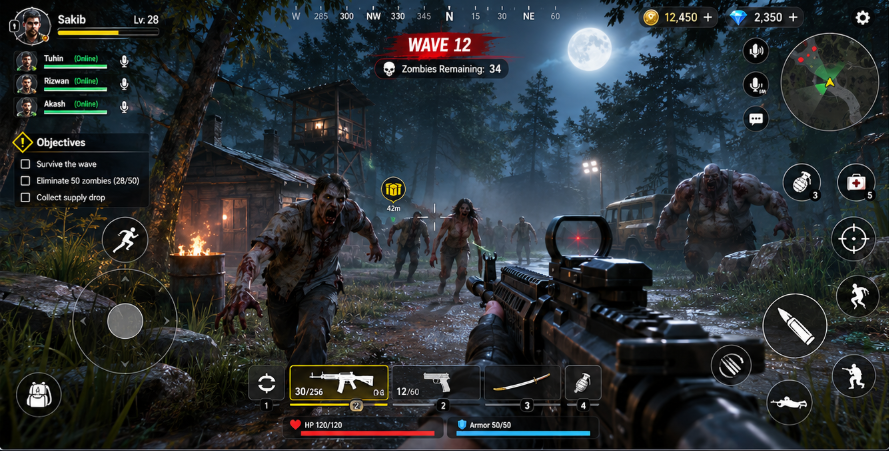 Sakib
Lv: 28
1
Tuhin (Online)
Rizwan (Online)
Akash (Online)
W 285 300 NW 330 345 N 15 30 NE 60
12,450 +
2,350 +
WAVE 12
Zombies Remaining: 34
! Objectives
Survive the wave
Eliminate 50 zombies (28/50)
Collect supply drop
42m
3
5
30/256
12/60
1
2
3
4
HP 120/120
Armor 50/50